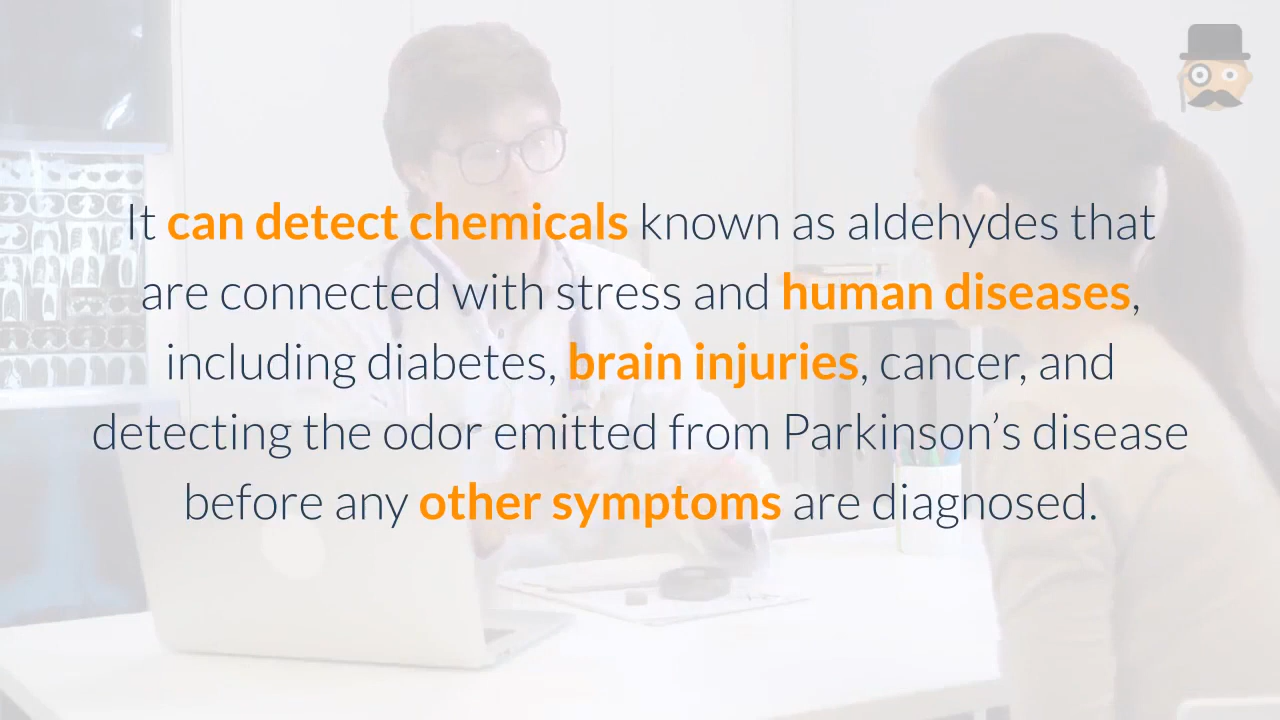 It can detect chemicals known as aldehydes that
are connected with stress and human diseases,
including diabetes, brain injuries, cancer, and
detecting the odor emitted from Parkinson’s disease
before any other symptoms are diagnosed.